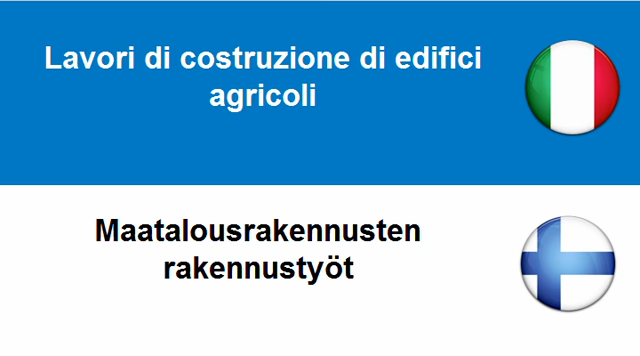 Lavori di costruzione di edifici
agricoli
Maatalousrakennusten
rakennustyöt